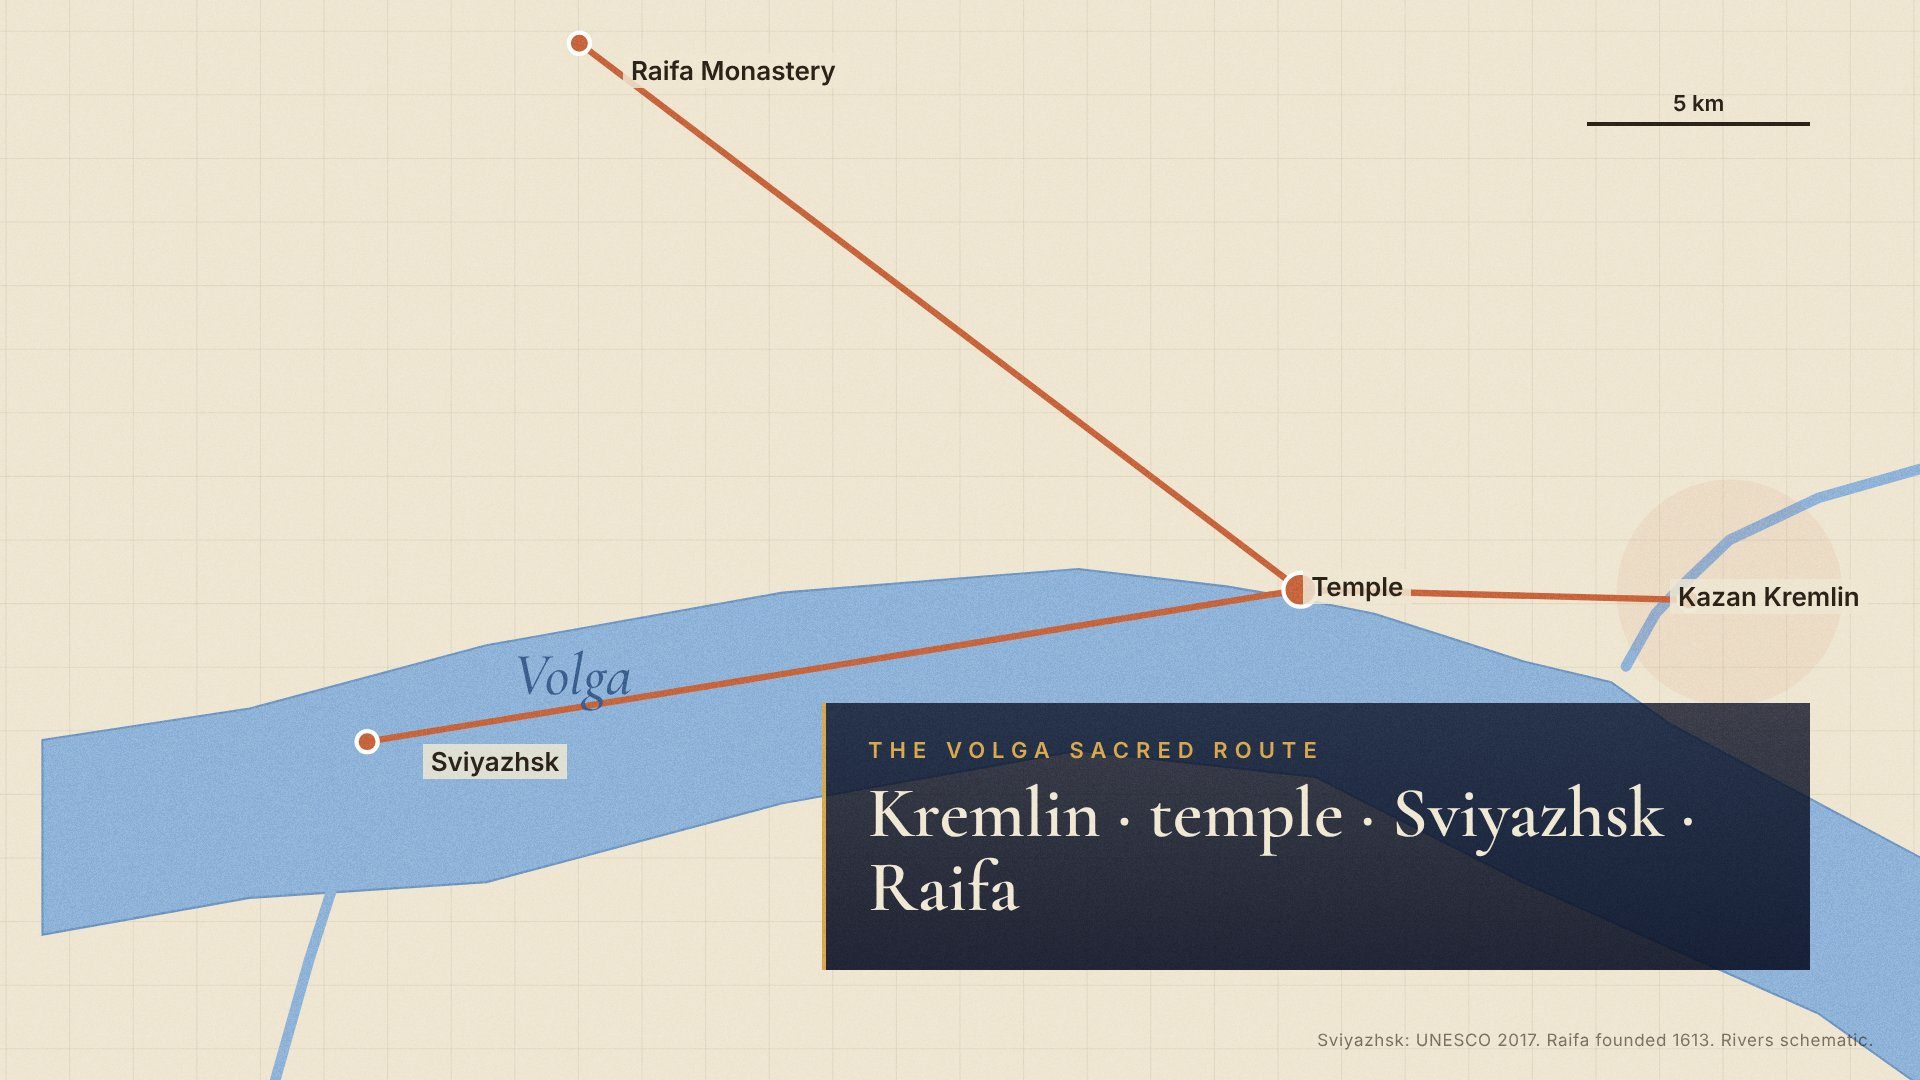 Raifa Monastery
5 km
Temple
Kazan Kremlin
Volga
Sviyazhsk
THE VOLGA SACRED ROUTE
Kremlin · temple · Sviyazhsk ·
Raifa
Sviyazhsk: UNESCO 2017. Raifa founded 1613. Rivers schematic.